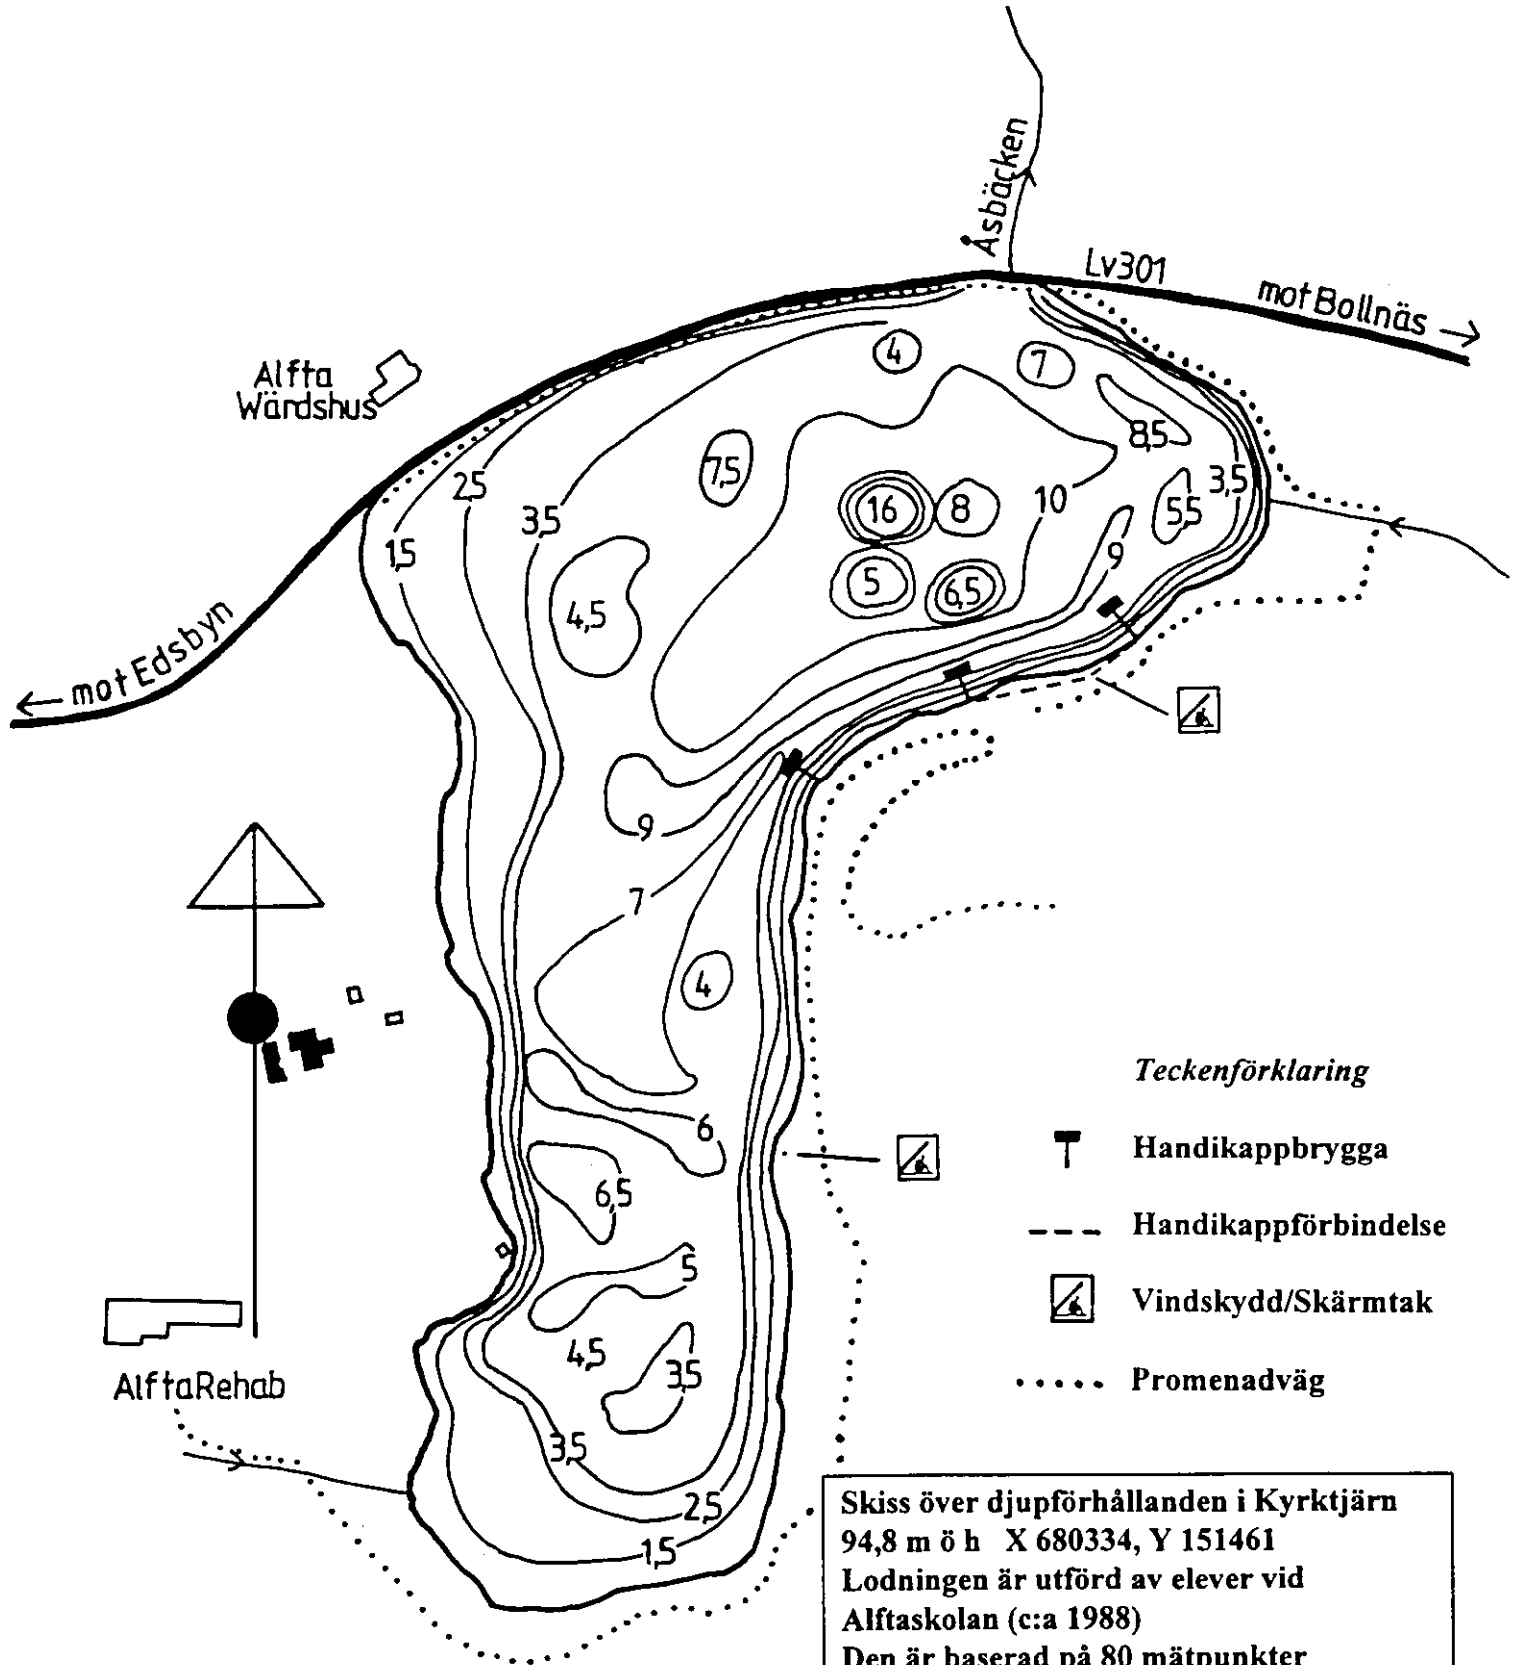 Åsbäcken
Lv301
mot Bollnäs
Alfta
Wärdshus
4
7
8,5
7,5
2,5
3,5
3,5
16
8
10
5,5
1,5
9
5
6,5
4,5
mot Edsbyn
9
7
4
6
6,5
5
4,5
3,5
AlftaRehab
3,5
2,5
1,5
Teckenförklaring
Handikappbrygga
Handikappförbindelse
Vindskydd/Skärmtak
Promenadväg
Skiss över djupförhållanden i Kyrktjärn
94,8 m ö h X 680334, Y 151461
Lodningen är utförd av elever vid
Alftaskolan (c:a 1988)
Den är baserad på 80 mätpunkter